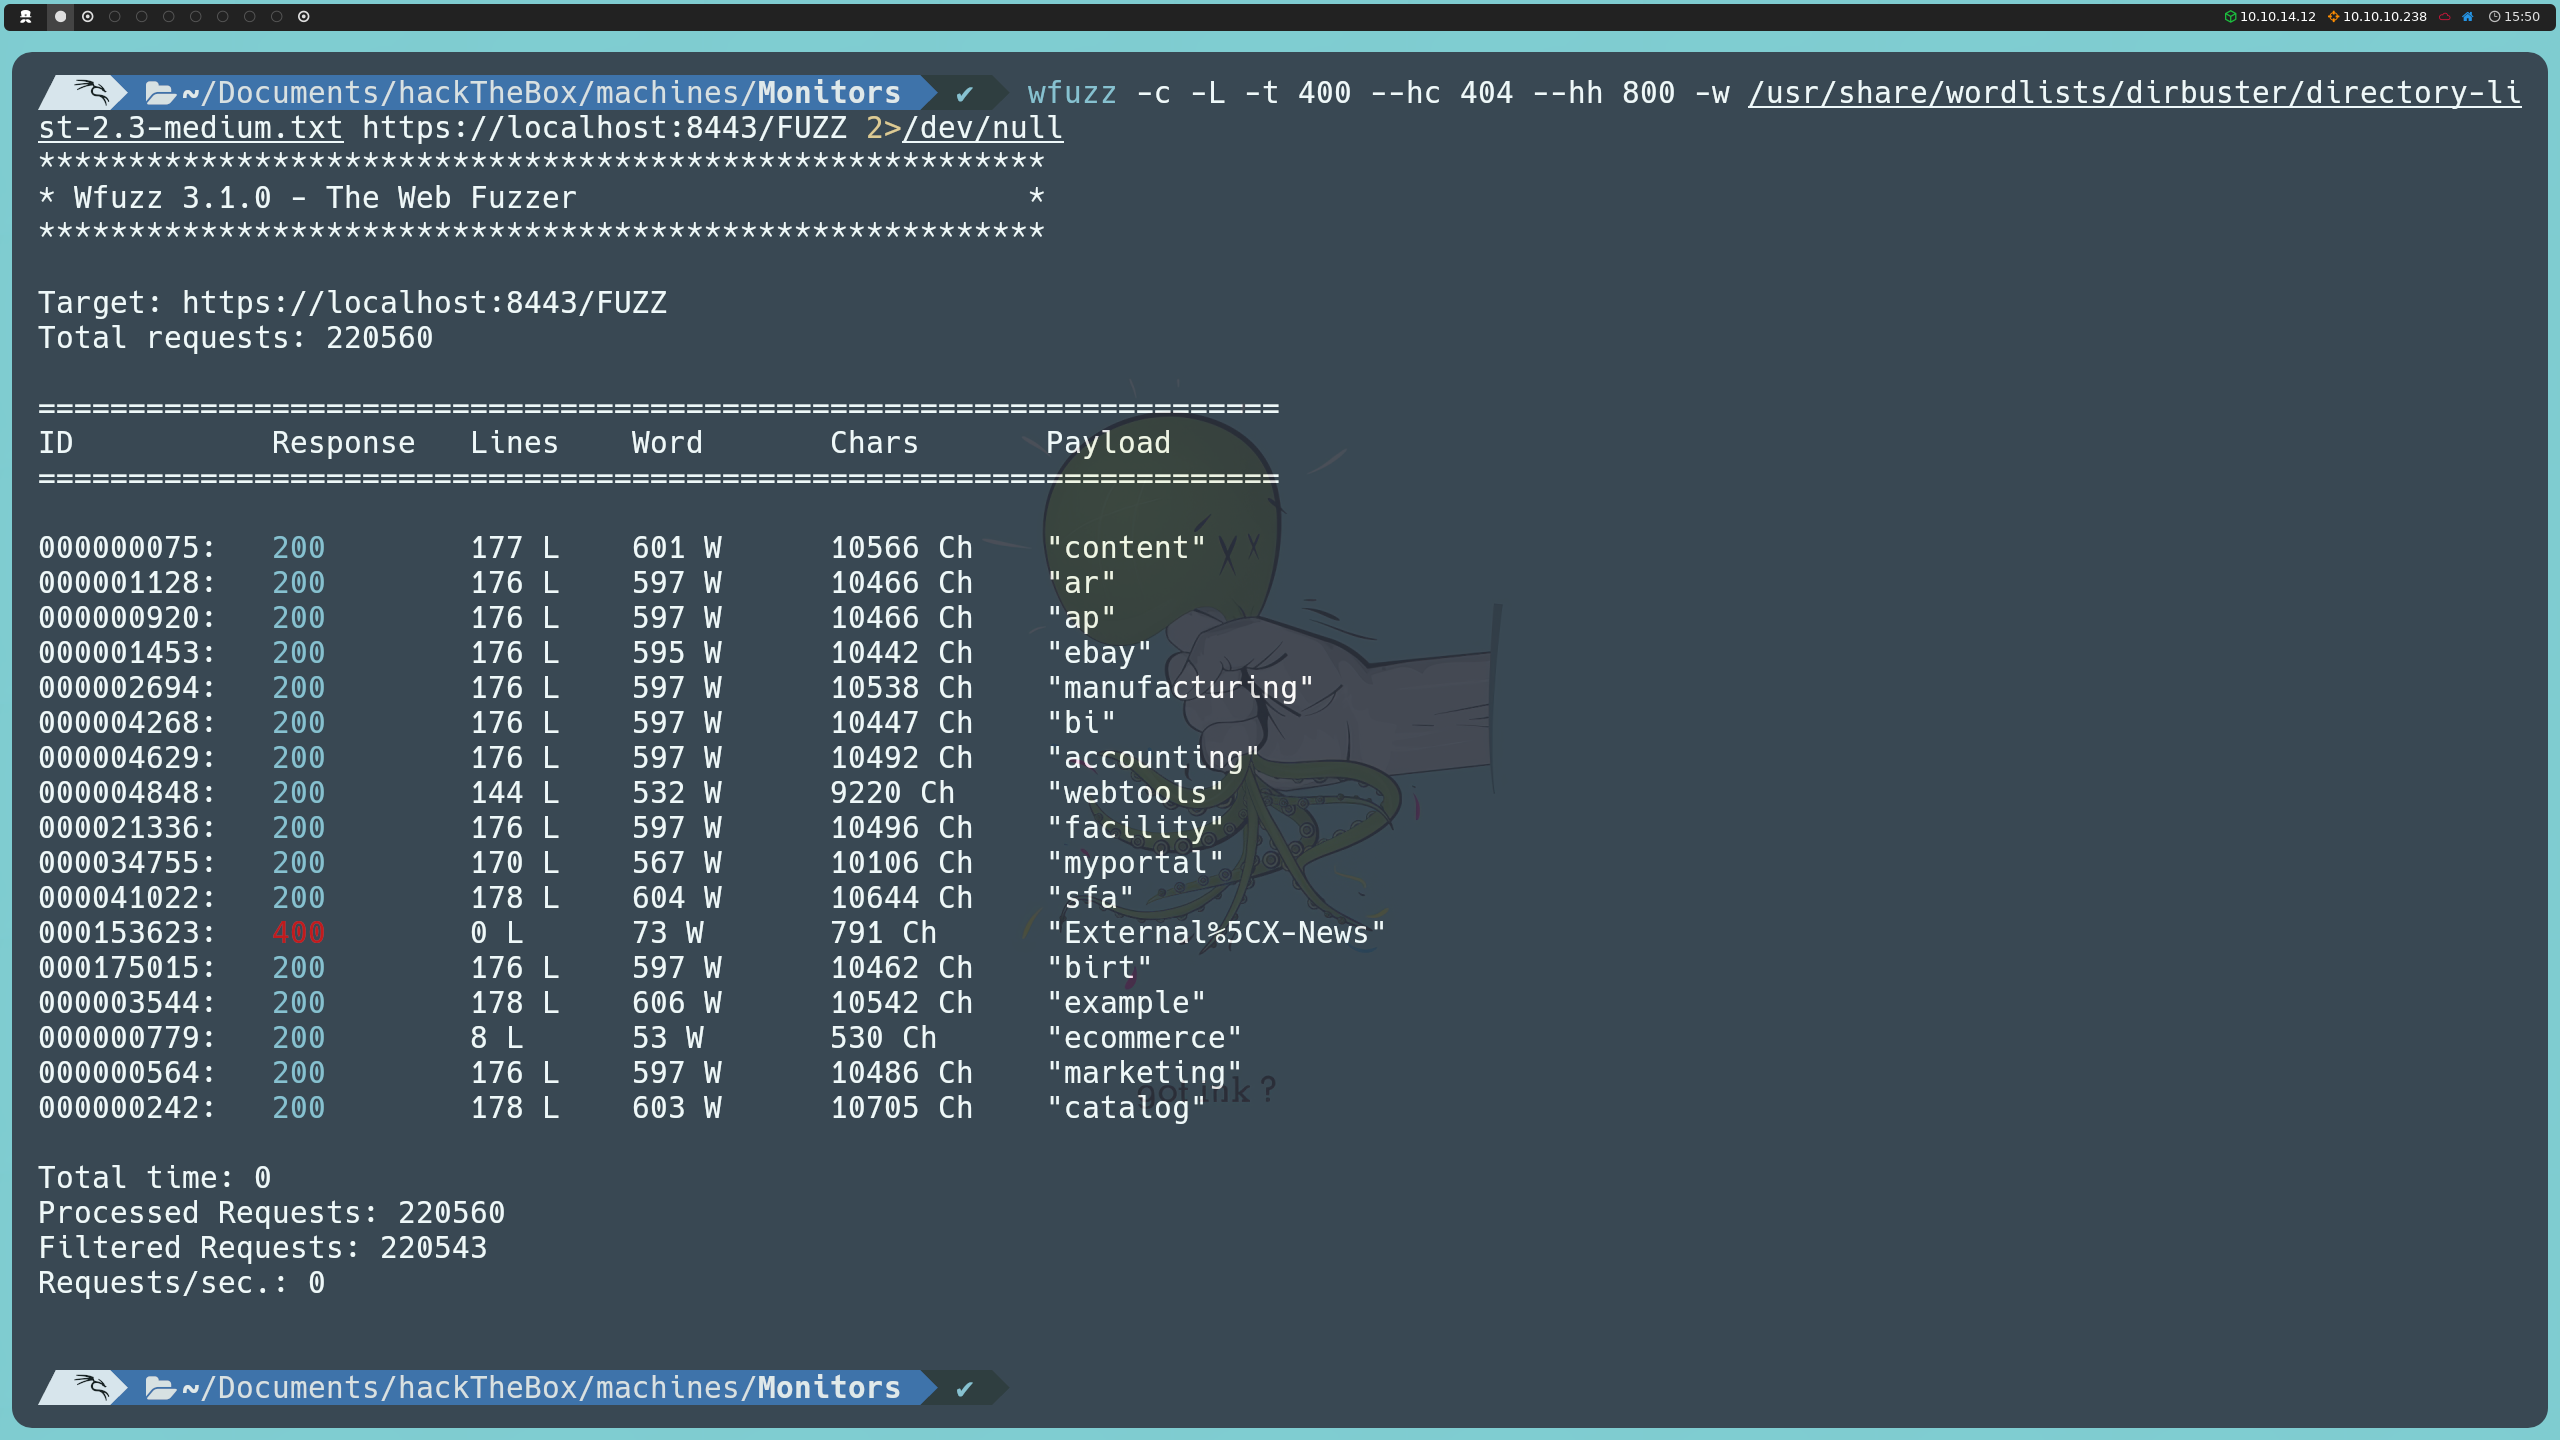 10.10.14.12 10.10.10.238 15:50
~/Documents/hackTheBox/machines/Monitors ✔ wfuzz -c -L -t 400 --hc 404 --hh 800 -w /usr/share/wordlists/dirbuster/directory-li
st-2.3-medium.txt https://localhost:8443/FUZZ 2>/dev/null
********************************************************
* Wfuzz 3.1.0 - The Web Fuzzer                         *
********************************************************
Target: https://localhost:8443/FUZZ
Total requests: 220560
=====================================================================
ID           Response   Lines    Word       Chars       Payload
=====================================================================
000000075:   200        177 L    601 W      10566 Ch    "content"
000001128:   200        176 L    597 W      10466 Ch    "ar"
000000920:   200        176 L    597 W      10466 Ch    "ap"
000001453:   200        176 L    595 W      10442 Ch    "ebay"
000002694:   200        176 L    597 W      10538 Ch    "manufacturing"
000004268:   200        176 L    597 W      10447 Ch    "bi"
000004629:   200        176 L    597 W      10492 Ch    "accounting"
000004848:   200        144 L    532 W      9220 Ch     "webtools"
000021336:   200        176 L    597 W      10496 Ch    "facility"
000034755:   200        170 L    567 W      10106 Ch    "myportal"
000041022:   200        178 L    604 W      10644 Ch    "sfa"
000153623:   400        0 L      73 W       791 Ch      "External%5CX-News"
000175015:   200        176 L    597 W      10462 Ch    "birt"
000003544:   200        178 L    606 W      10542 Ch    "example"
000000779:   200        8 L      53 W       530 Ch      "ecommerce"
000000564:   200        176 L    597 W      10486 Ch    "marketing"
got ink ?
000000242:   200        178 L    603 W      10705 Ch    "catalog"
Total time: 0
Processed Requests: 220560
Filtered Requests: 220543
Requests/sec.: 0
~/Documents/hackTheBox/machines/Monitors ✔